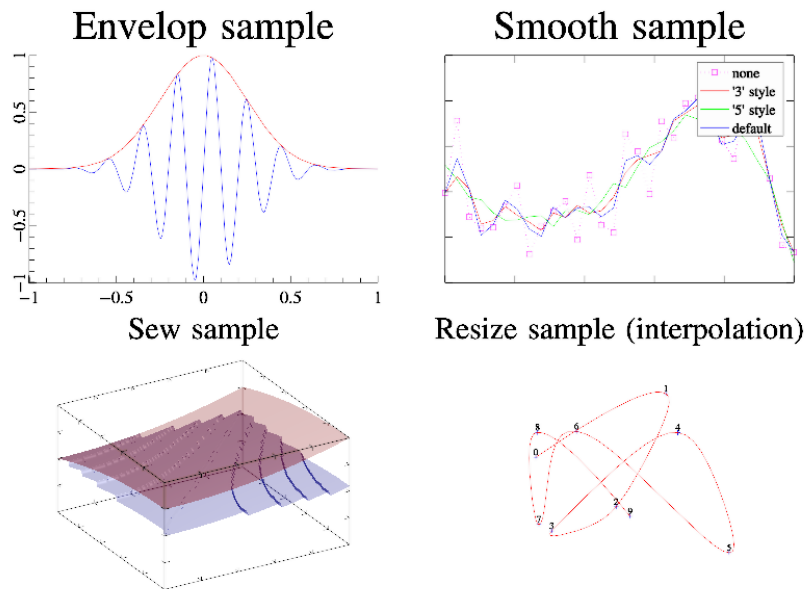 Envelop sample
Smooth sample
1
0.5
0
−0.5
−1
−1
−0.5
0
0.5
1
none
'3' style
'5' style
default
Sew sample
Resize sample (interpolation)
1
8
6
4
0
2
9
7
3
5